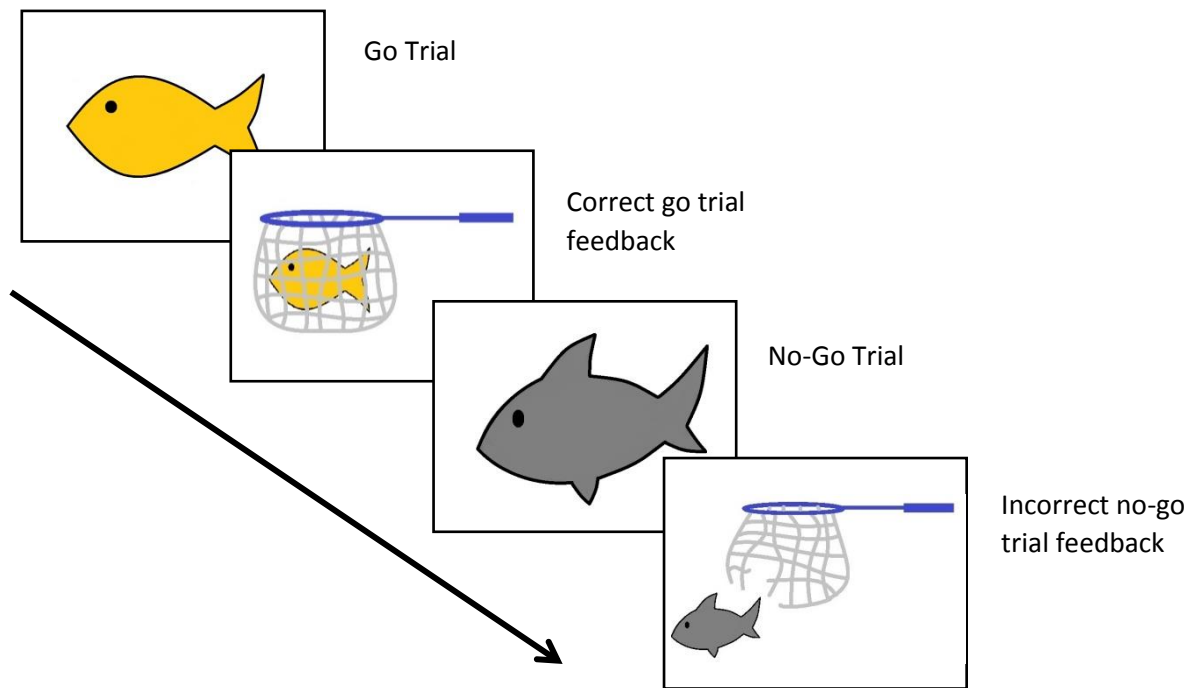 Go Trial
Correct go trial
feedback
No-Go Trial
Incorrect no-go
trial feedback